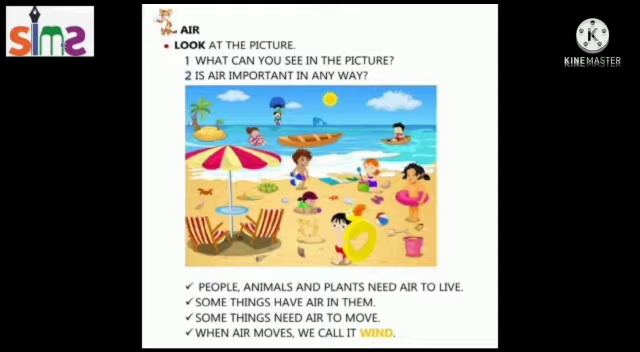 AIR
LOOK AT THE PICTURE.
1 WHAT CAN YOU SEE IN THE PICTURE?
2 IS AIR IMPORTANT IN ANY WAY?
PEOPLE, ANIMALS AND PLANTS NEED AIR TO LIVE.
SOME THINGS HAVE AIR IN THEM.
SOME THINGS NEED AIR TO MOVE.
WHEN AIR MOVES, WE CALL IT WIND.
sims
K
KINEMASTER